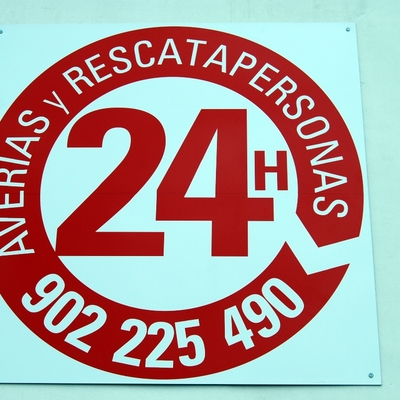 AVERIAS y RESCATAPERSONAS
24H
902 225 490